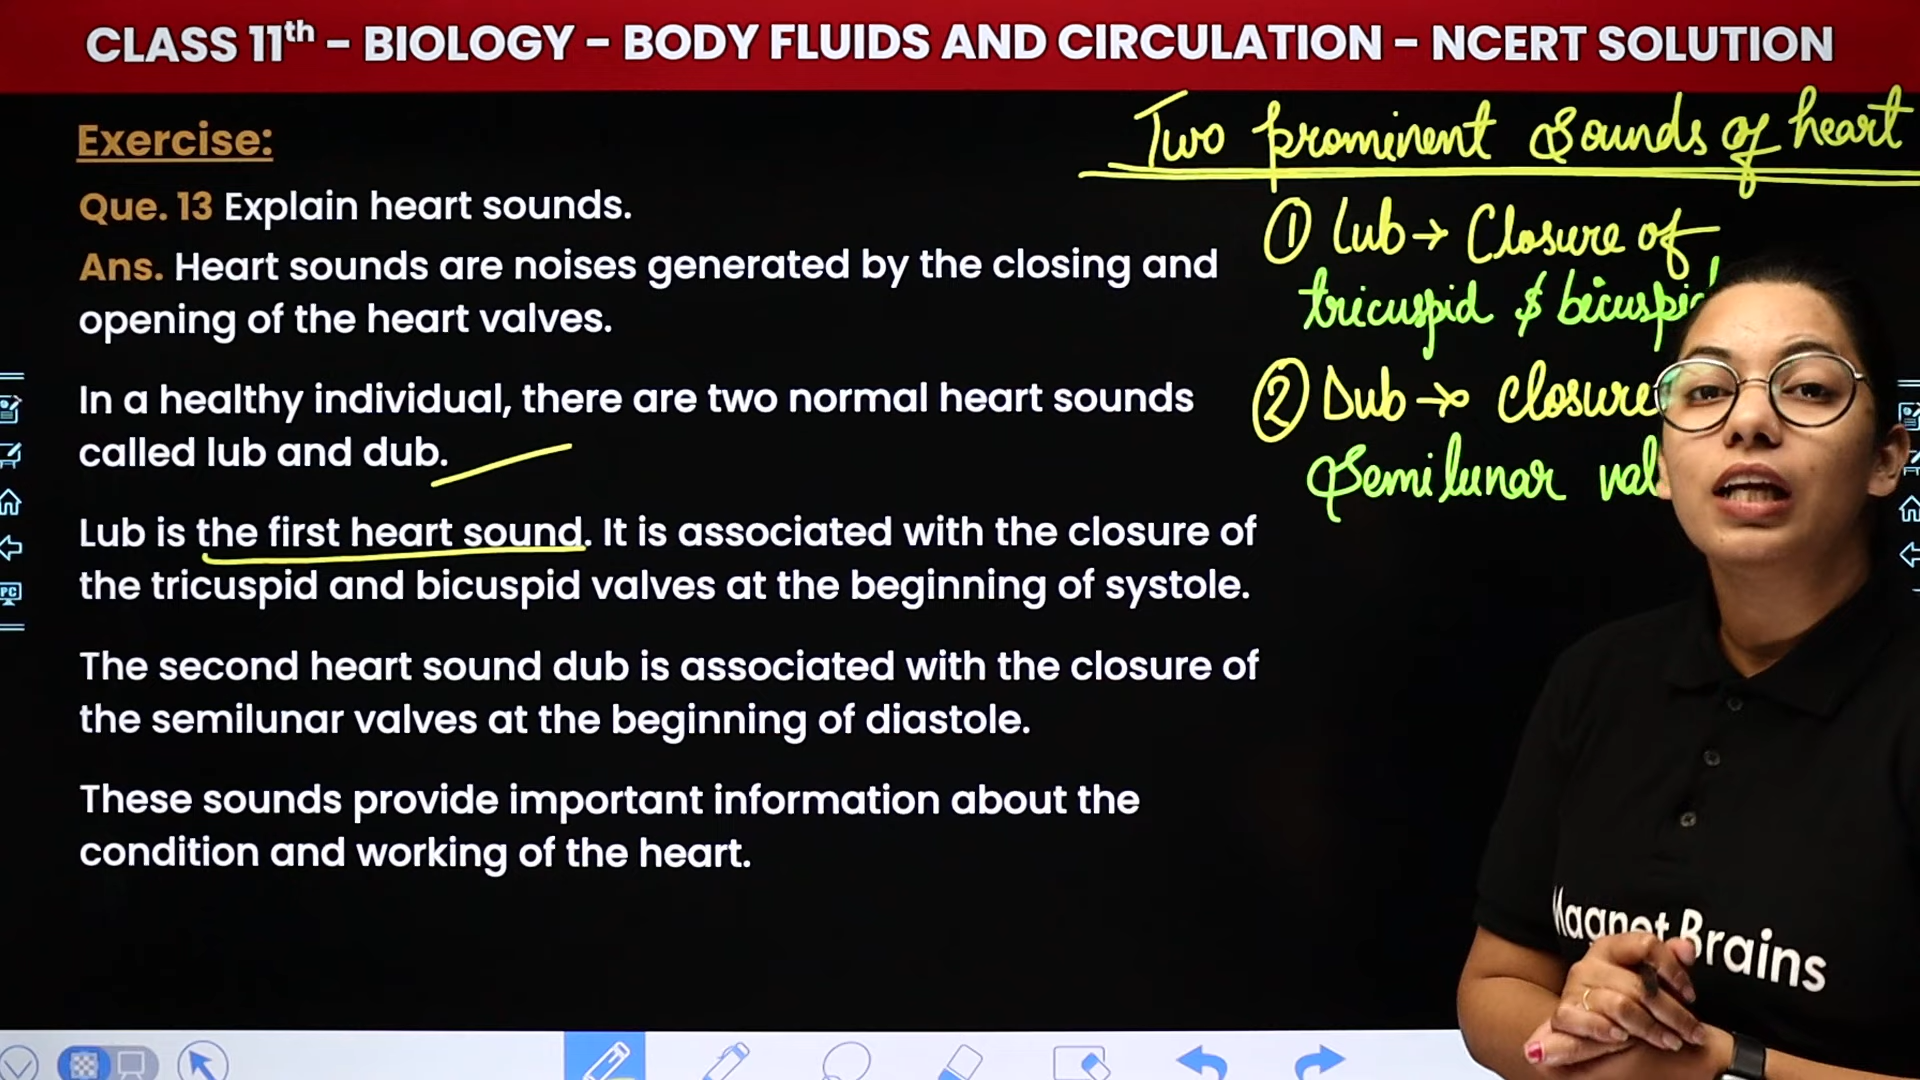 CLASS 11th – BIOLOGY – BODY FLUIDS AND CIRCULATION – NCERT SOLUTION
Exercise:
Que. 13 Explain heart sounds.
Ans. Heart sounds are noises generated by the closing and
opening of the heart valves.
In a healthy individual, there are two normal heart sounds
called lub and dub.
Lub is the first heart sound. It is associated with the closure of
the tricuspid and bicuspid valves at the beginning of systole.
The second heart sound dub is associated with the closure of
the semilunar valves at the beginning of diastole.
These sounds provide important information about the
condition and working of the heart.
Two prominent sounds of heart
① Lub → Closure of
tricuspid & bicuspid
② Dub → closure
Semilunar val
Magnet Brains
PC